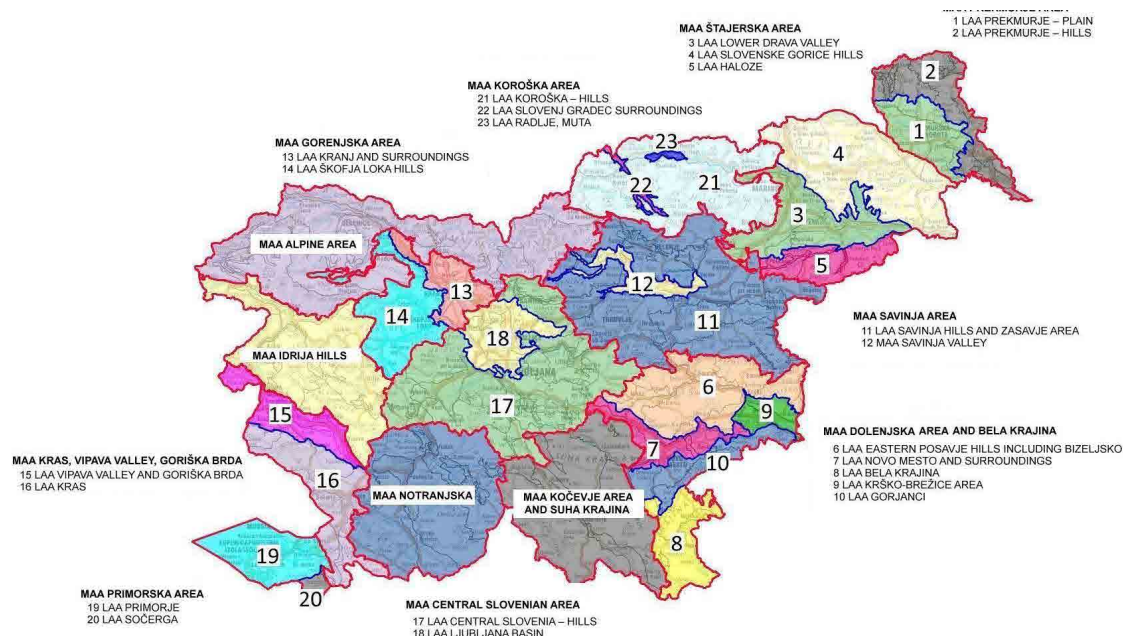 MAA PREKMURJE AREA
1 LAA PREKMURJE – PLAIN
2 LAA PREKMURJE – HILLS
MAA ŠTAJERSKA AREA
3 LAA LOWER DRAVA VALLEY
4 LAA SLOVENSKE GORICE HILLS
5 LAA HALOZE
MAA KOROŠKA AREA
21 LAA KOROŠKA – HILLS
22 LAA SLOVENJ GRADEC SURROUNDINGS
23 LAA RADLJE, MUTA
MAA GORENJSKA AREA
13 LAA KRANJ AND SURROUNDINGS
14 LAA ŠKOFJA LOKA HILLS
2
1
23
4
22
21
3
MAA ALPINE AREA
5
13
12
14
11
18
MAA SAVINJA AREA
11 LAA SAVINJA HILLS AND ZASAVJE AREA
12 MAA SAVINJA VALLEY
MAA IDRIJA HILLS
6
17
15
9
7
10
MAA DOLENJSKA AREA AND BELA KRAJINA
6 LAA EASTERN POSAVJE HILLS INCLUDING BIZELJSKO
7 LAA NOVO MESTO AND SURROUNDINGS
8 LAA BELA KRAJINA
9 LAA KRŠKO-BREŽICE AREA
10 LAA GORJANCI
MAA KRAS, VIPAVA VALLEY, GORIŠKA BRDA
15 LAA VIPAVA VALLEY AND GORIŠKA BRDA
16 LAA KRAS
16
MAA NOTRANJSKA
MAA KOČEVJE AREA
AND SUHA KRAJINA
8
19
20
MAA PRIMORSKA AREA
19 LAA PRIMORJE
20 LAA SOČERGA
MAA CENTRAL SLOVENIAN AREA
17 LAA CENTRAL SLOVENIA – HILLS
18 LAA LJUBLJANA BASIN